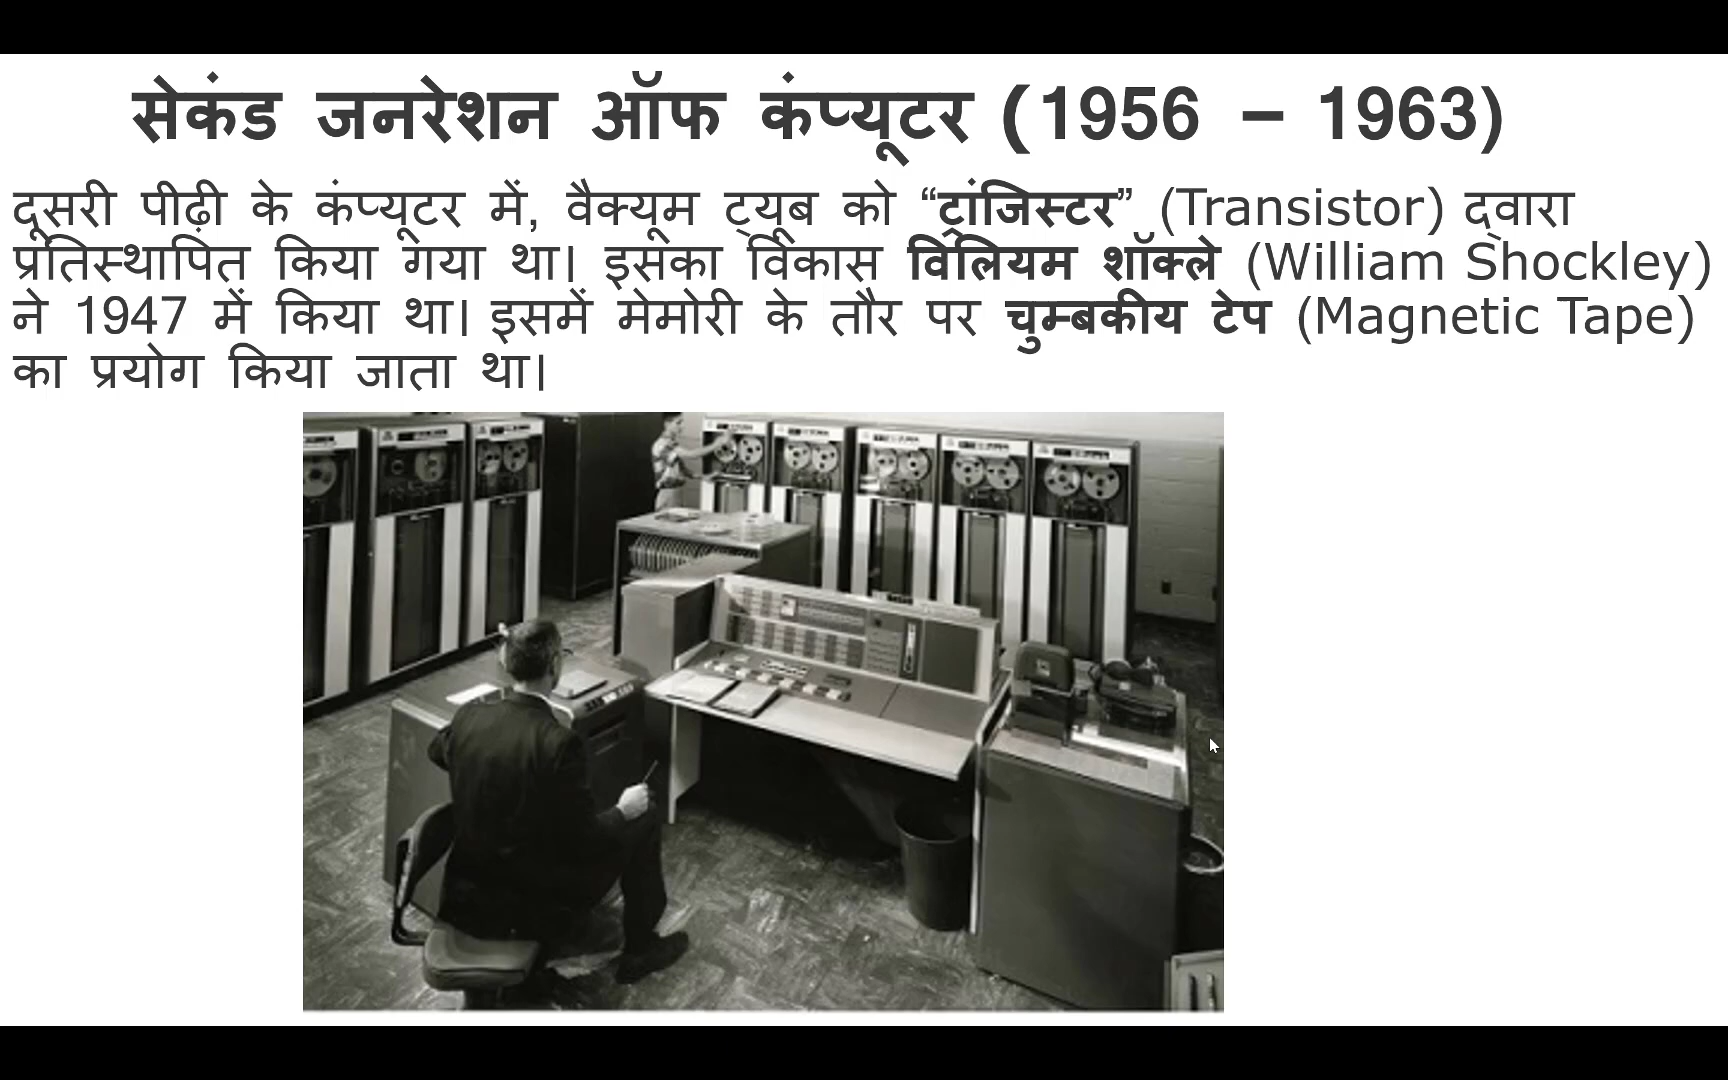 सेकंड जनरेशन ऑफ कंप्यूटर (1956 – 1963)
दूसरी पीढ़ी के कंप्यूटर में, वैक्यूम ट्यूब को “ट्रांजिस्टर” (Transistor) द्वारा
प्रतिस्थापित किया गया था। इसका विकास विलियम शॉक्ले (William Shockley)
ने 1947 में किया था। इसमें मेमोरी के तौर पर चुम्बकीय टेप (Magnetic Tape)
का प्रयोग किया जाता था।